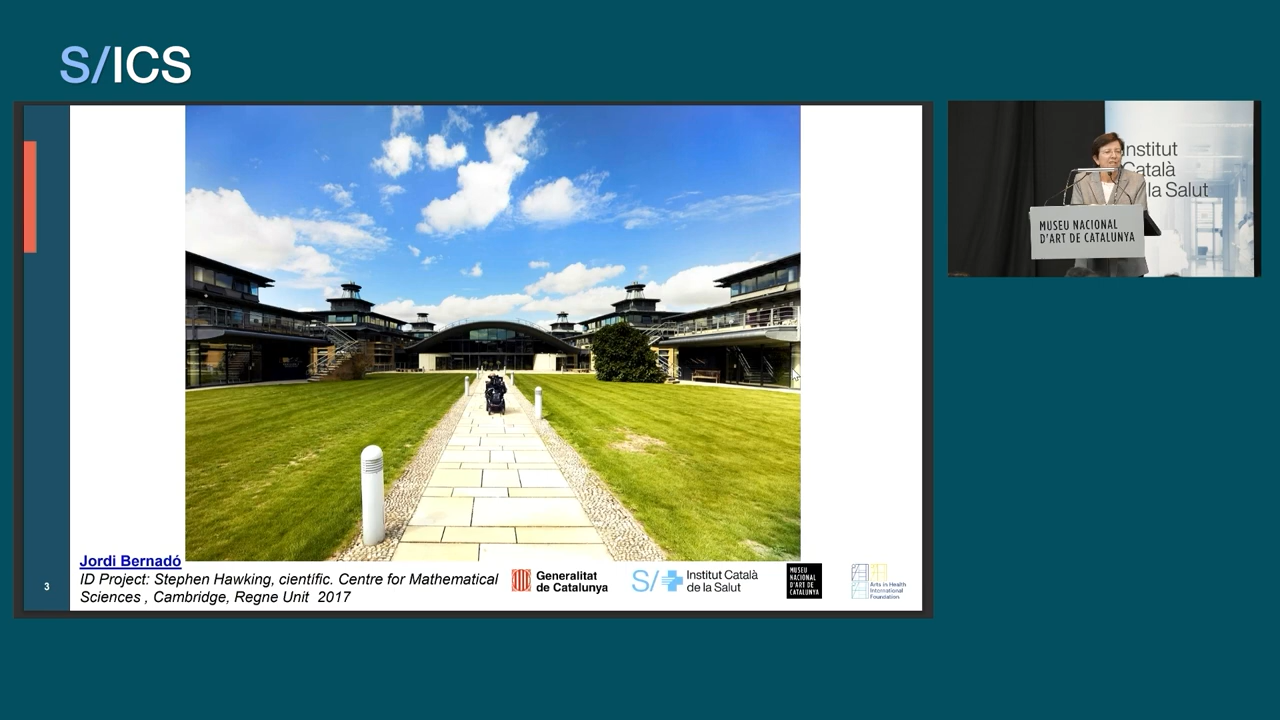 S/ICS
Institut
Català
la Salut
MUSEU NACIONAL
D'ART DE CATALUNYA
Jordi Bernadó
ID Project: Stephen Hawking, científic. Centre for Mathematical
Sciences , Cambridge, Regne Unit 2017
3
Generalitat
de Catalunya
S/
Institut Català
de la Salut
MUSEU
NACIONAL
D'ART DE
CATALUNYA
Arts in Health
International
Foundation